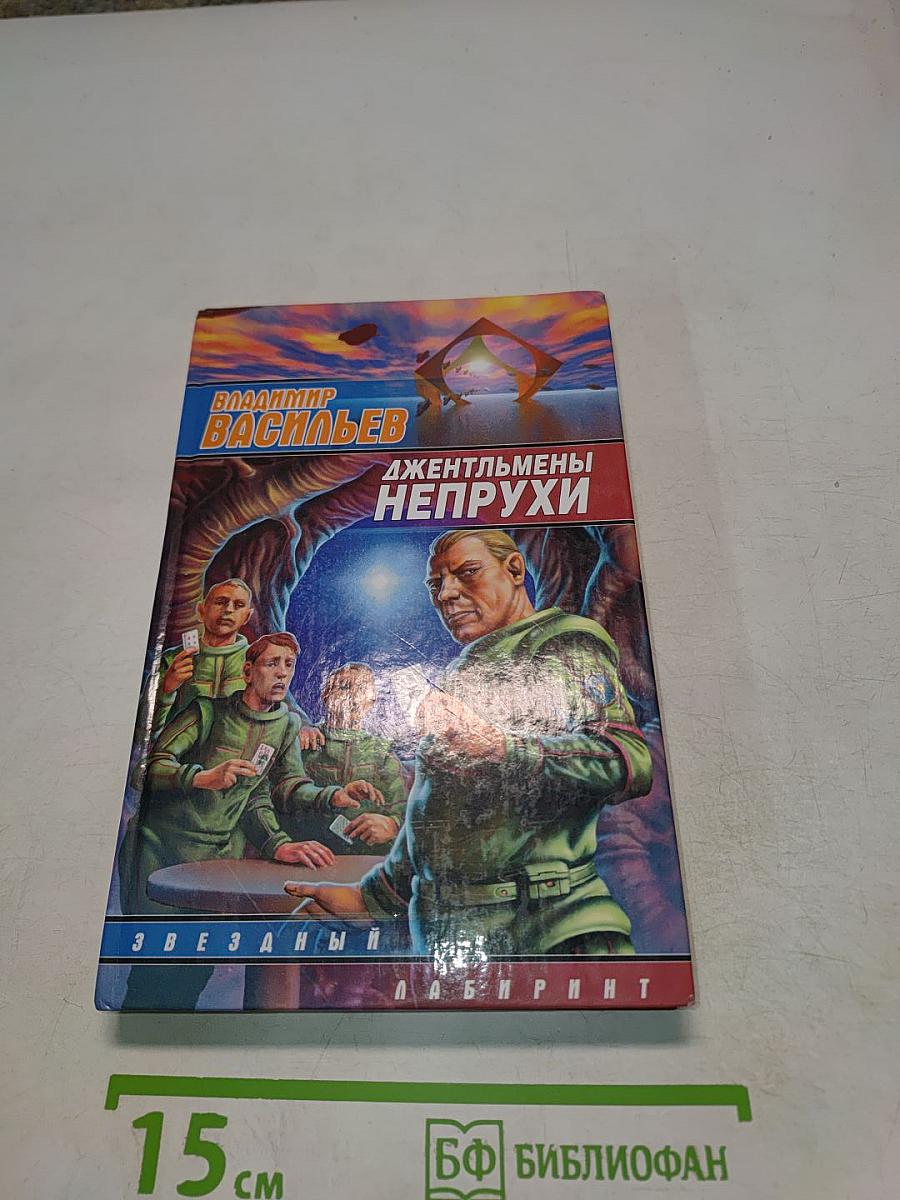 ВЛАДИМИР
ВАСИЛЬЕВ
ДЖЕНТЛЬМЕНЫ
НЕПРУХИ
ЗВЕЗДНЫЙ
ЛАБИРИНТ
15 см
БФ БИБЛИОФАН